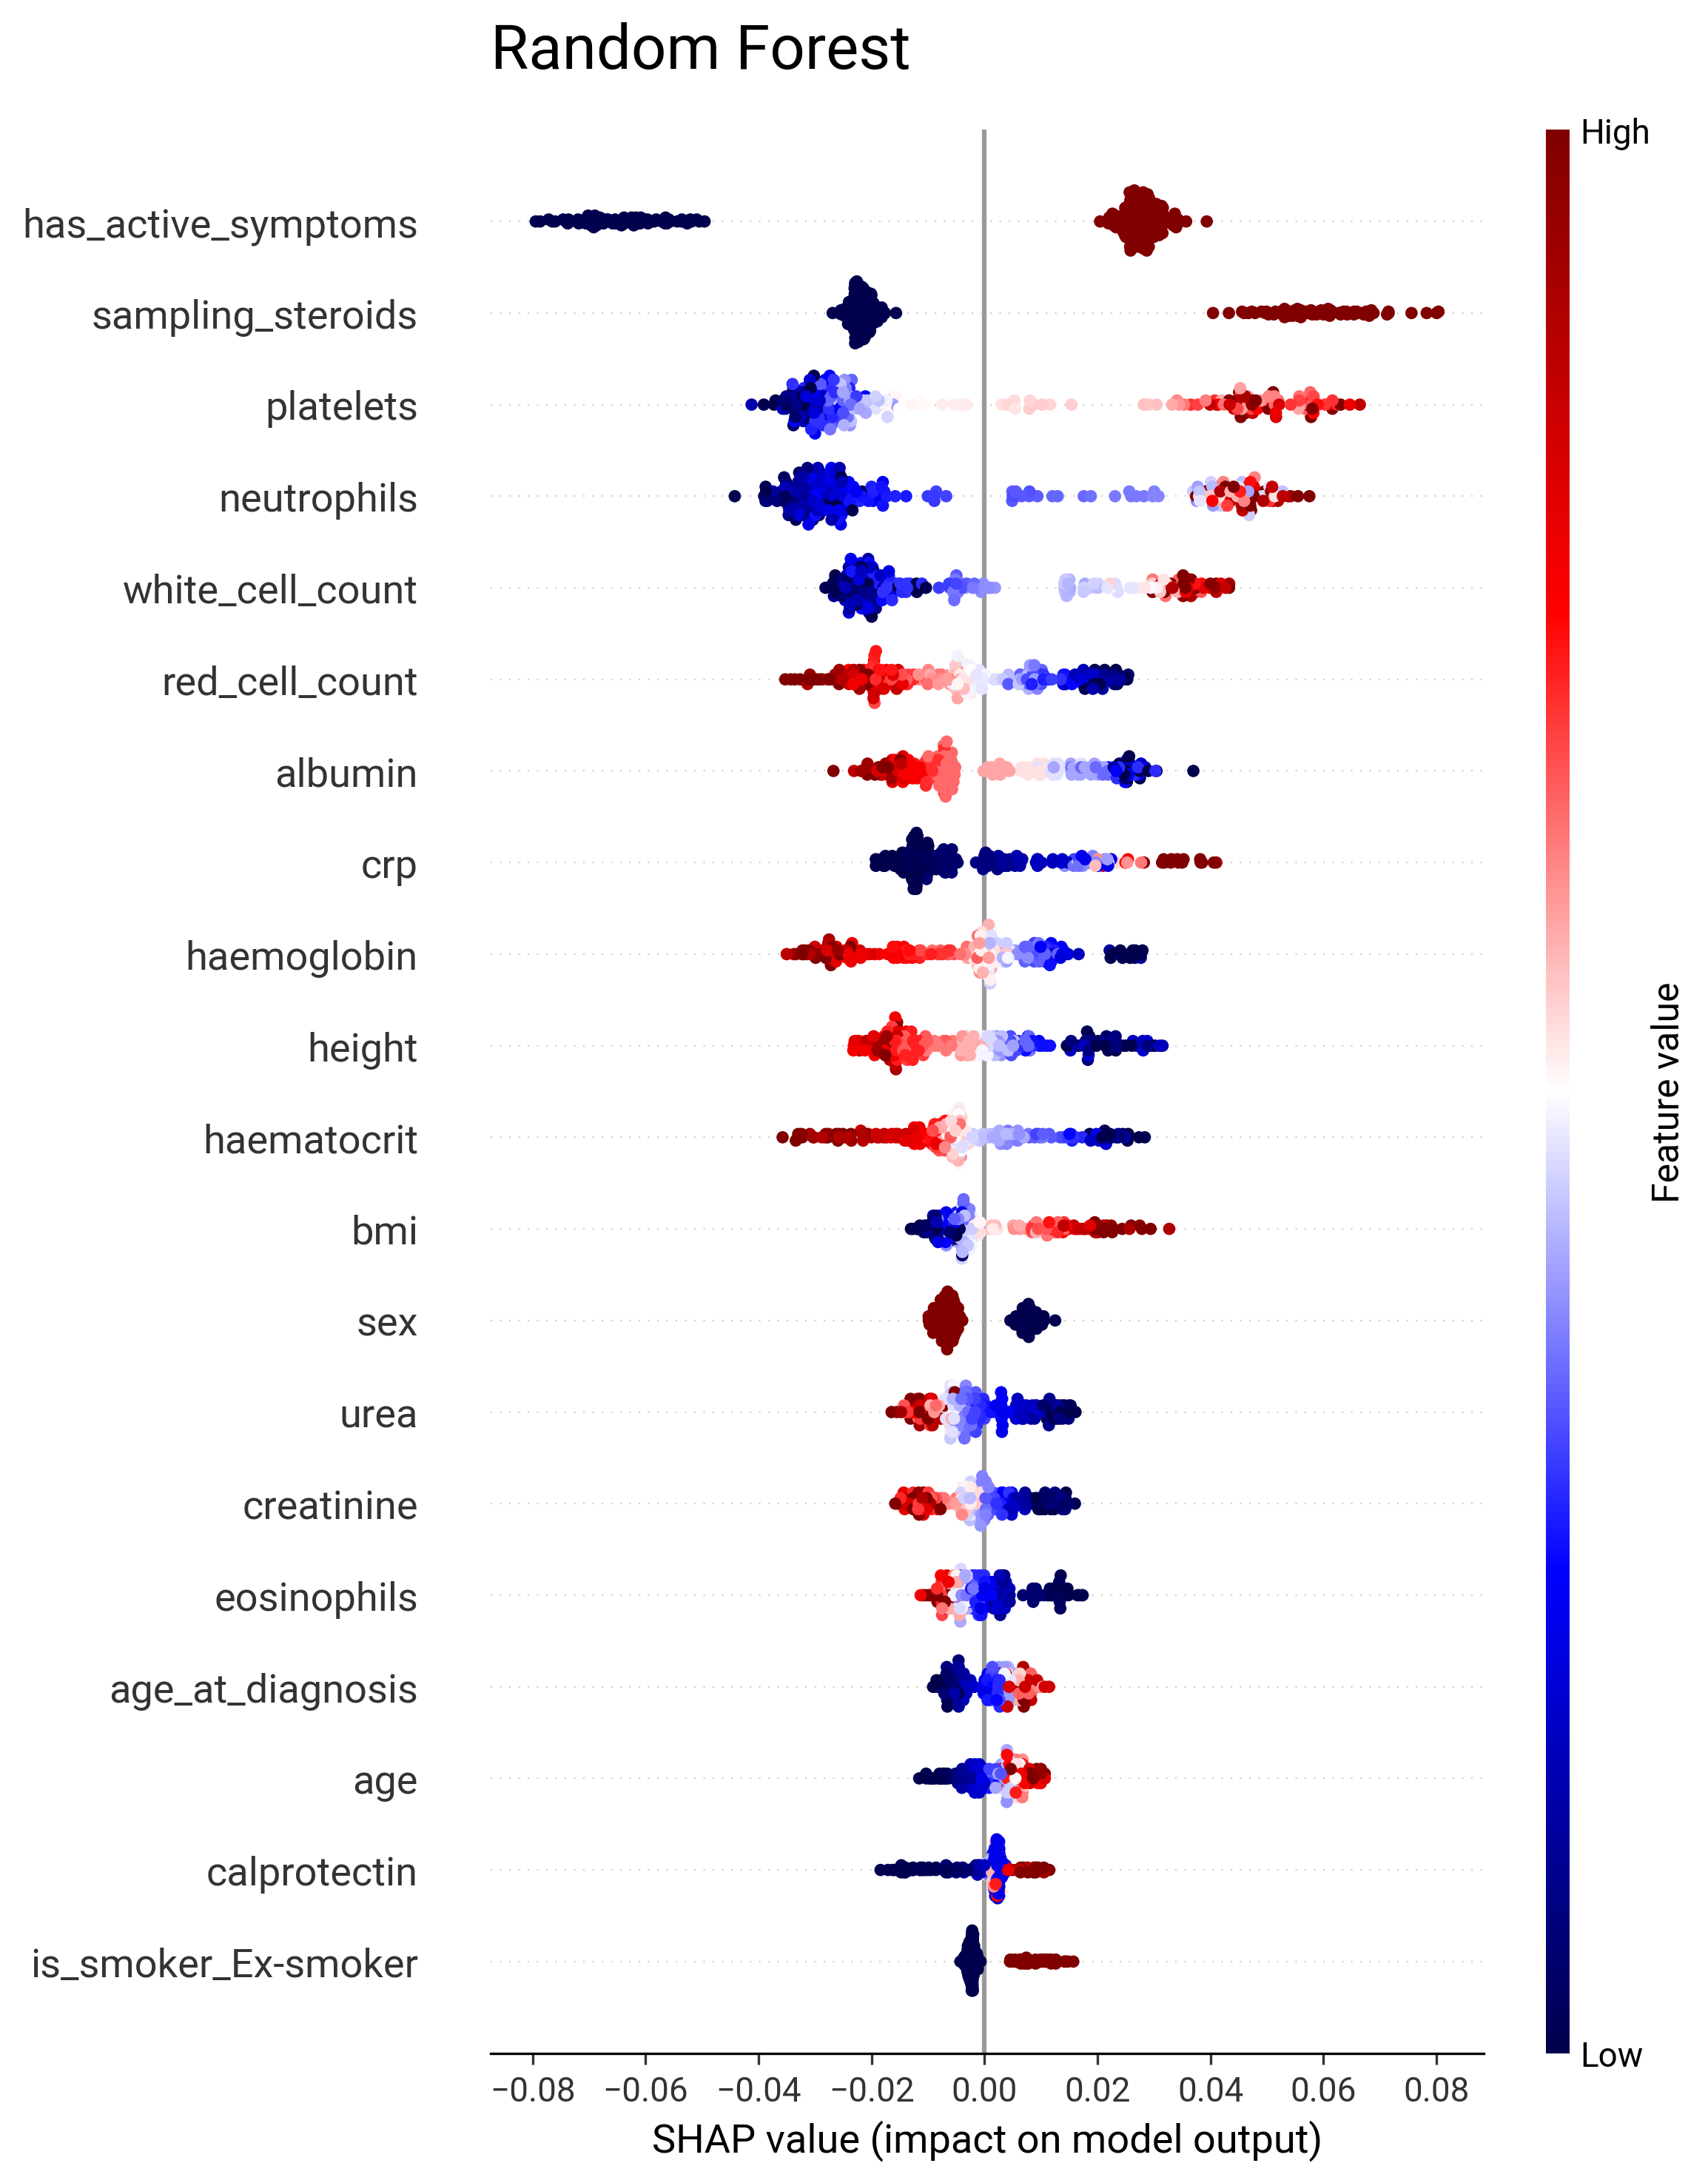 Random Forest
High
has_active_symptoms
sampling_steroids
platelets
neutrophils
white_cell_count
red_cell_count
albumin
crp
haemoglobin
height
haematocrit
bmi
sex
urea
creatinine
eosinophils
age_at_diagnosis
age
calprotectin
is_smoker_Ex-smoker
Feature value
Low
−0.08 −0.06 −0.04 −0.02 0.00 0.02 0.04 0.06 0.08
SHAP value (impact on model output)